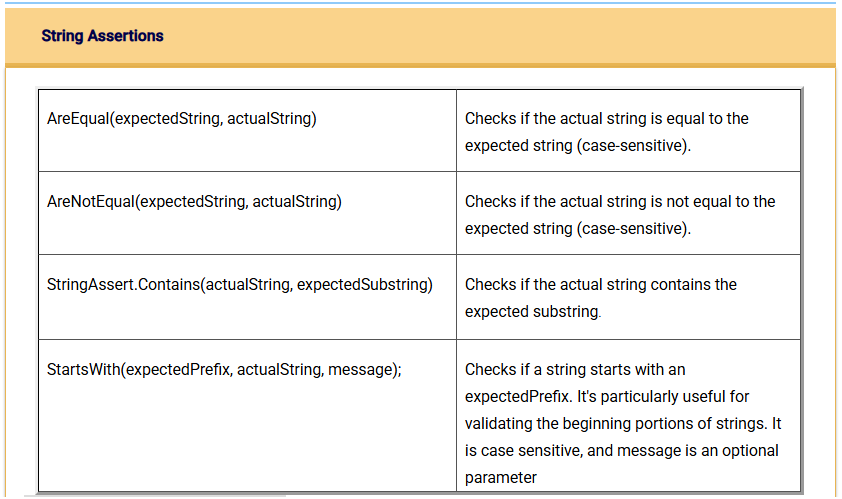 String Assertions
AreEqual(expectedString, actualString)
Checks if the actual string is equal to the
expected string (case-sensitive).
AreNotEqual(expectedString, actualString)
Checks if the actual string is not equal to the
expected string (case-sensitive).
StringAssert.Contains(actualString, expectedSubstring)
Checks if the actual string contains the
expected substring.
StartsWith(expectedPrefix, actualString, message);
Checks if a string starts with an
expectedPrefix. It's particularly useful for
validating the beginning portions of strings. It
is case sensitive, and message is an optional
parameter